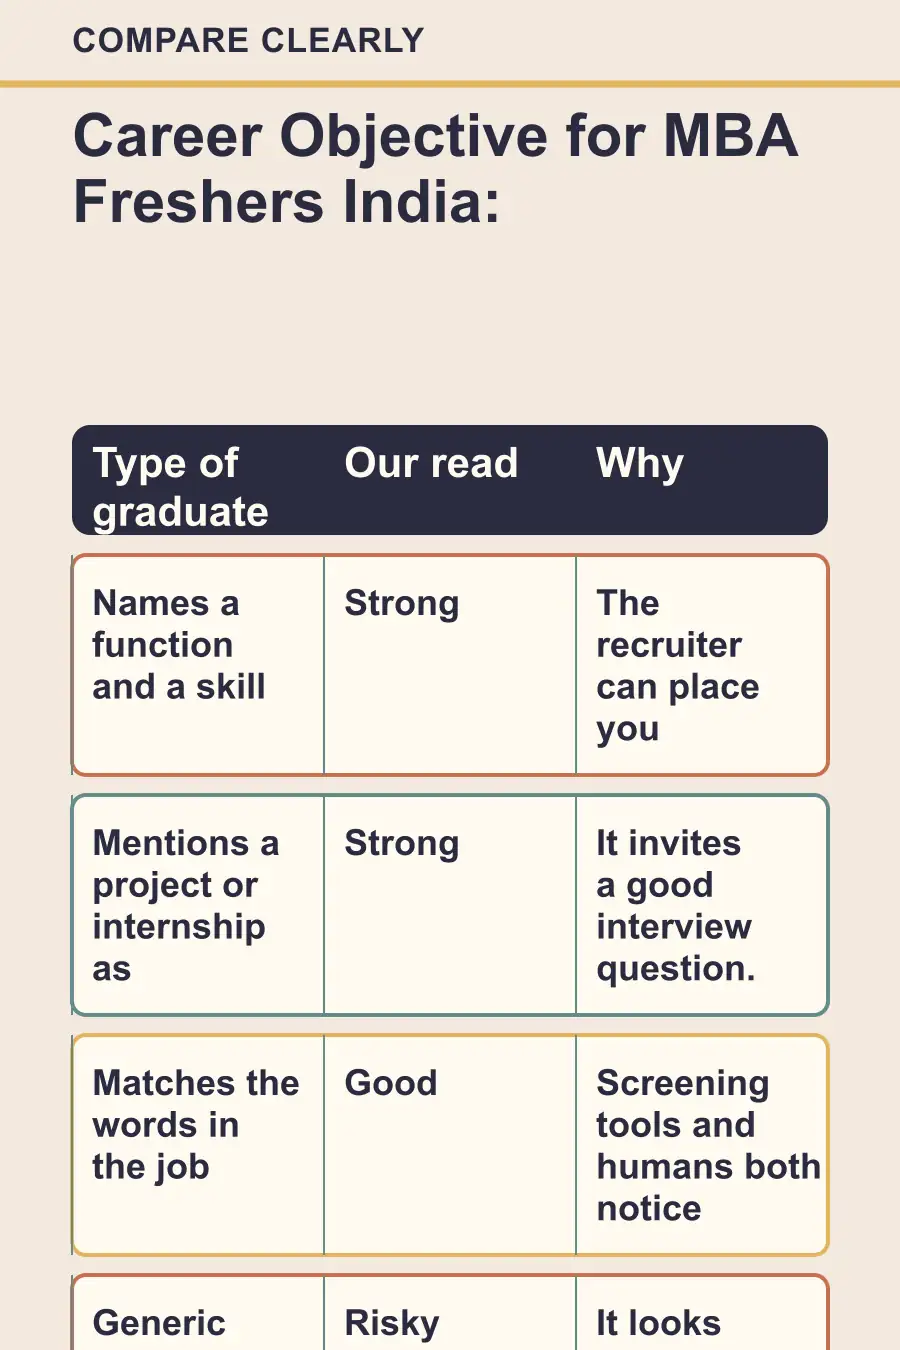 COMPARE CLEARLY
Career Objective for MBA
Freshers India:
Type of
graduate
Our read
Why
Names a
function
and a skill
Strong
The
recruiter
can place
you
Mentions a
project or
internship
as
Strong
It invites
a good
interview
question.
Matches the
words in
the job
Good
Screening
tools and
humans both
notice
Generic
Risky
It looks